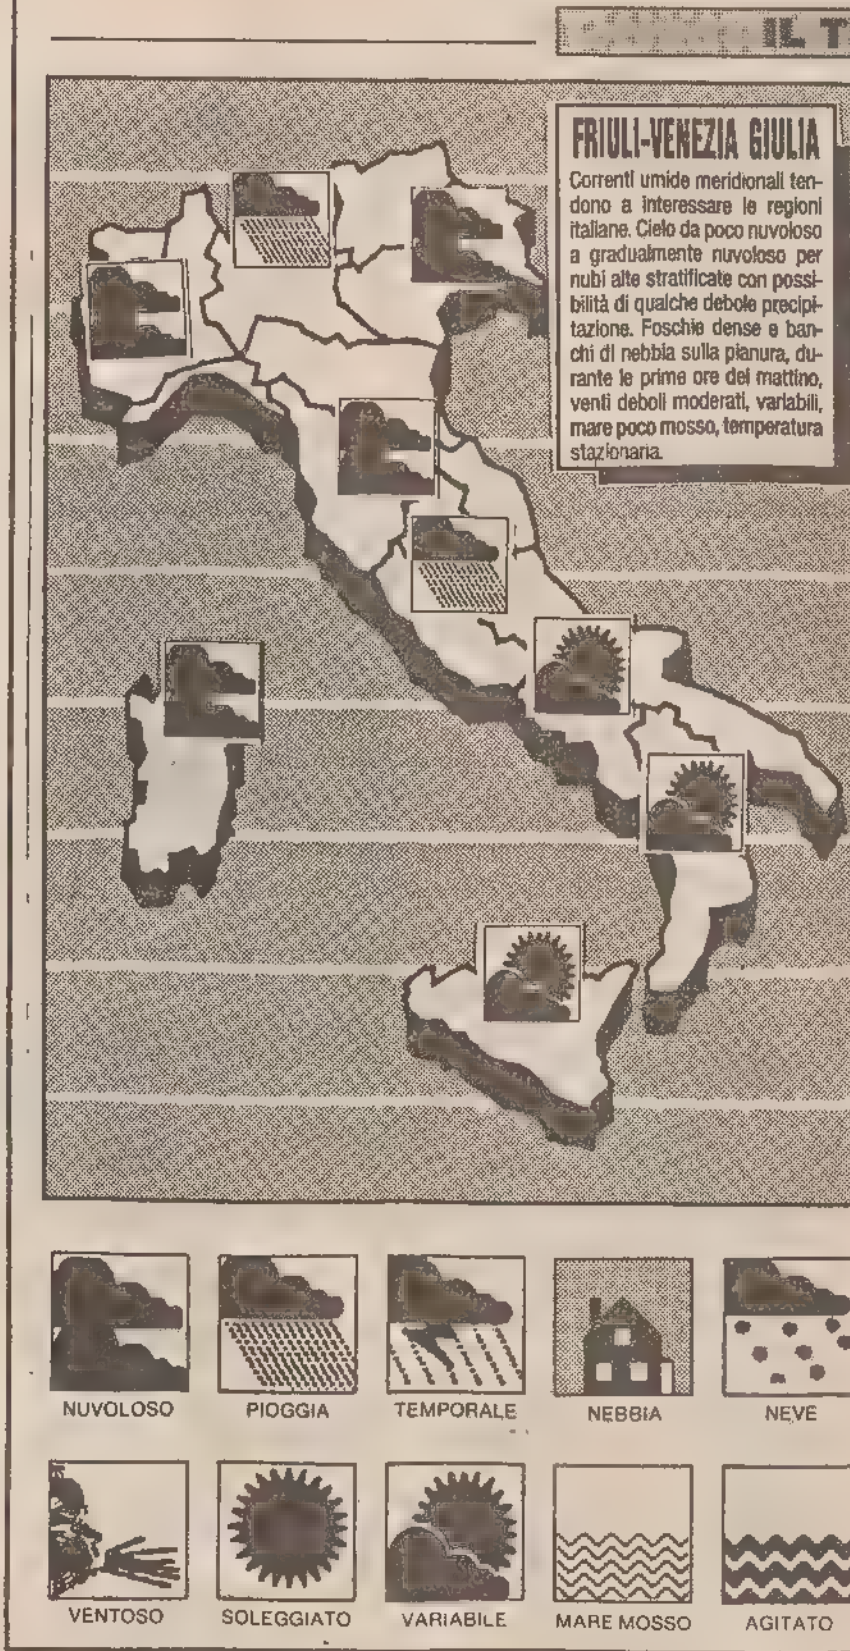 IL T
FRIULI-VENEZIA GIULIA
Correnti umide meridionali ten-
dono a interessare le regioni
italiane. Cielo da poco nuvoloso
a gradualmente nuvoloso per
nubi alte stratificate con possi-
bilità di qualche debole precipi-
tazione. Foschie dense e ban-
chi di nebbia sulla pianura, du-
rante le prime ore del mattino,
venti deboli moderati, variabili,
mare poco mosso, temperatura
stazionaria.
NUVOLOSO
PIOGGIA
TEMPORALE
NEBBIA
NEVE
VENTOSO
SOLEGGIATO
VARIABILE
MARE MOSSO
AGITATO